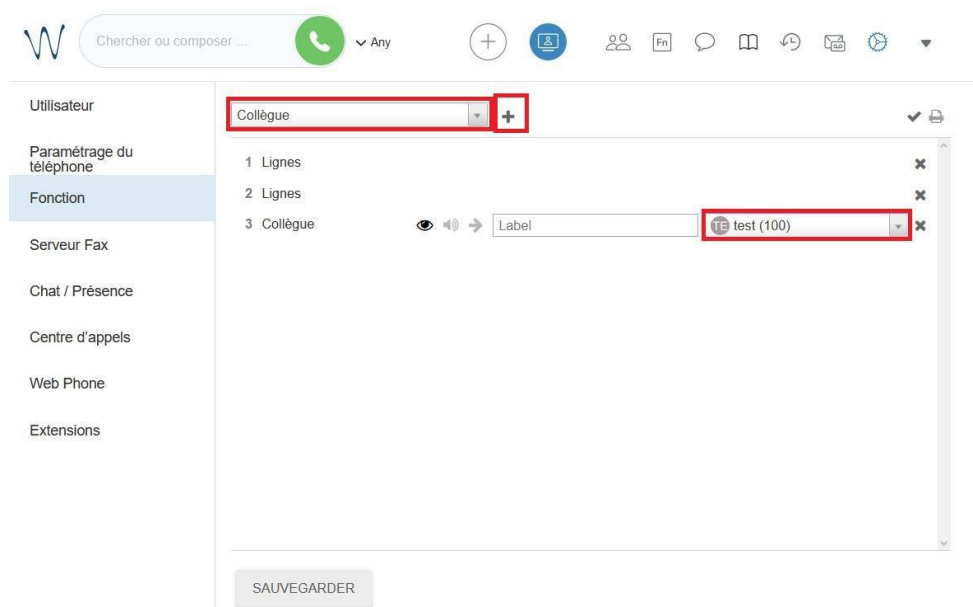 W
Chercher ou composer ...
Any
Fn
Utilisateur
Paramétrage du
téléphone
Fonction
Serveur Fax
Chat / Présence
Centre d'appels
Web Phone
Extensions
Collègue
1 Lignes
2 Lignes
3 Collègue Label TE test (100)
SAUVEGARDER